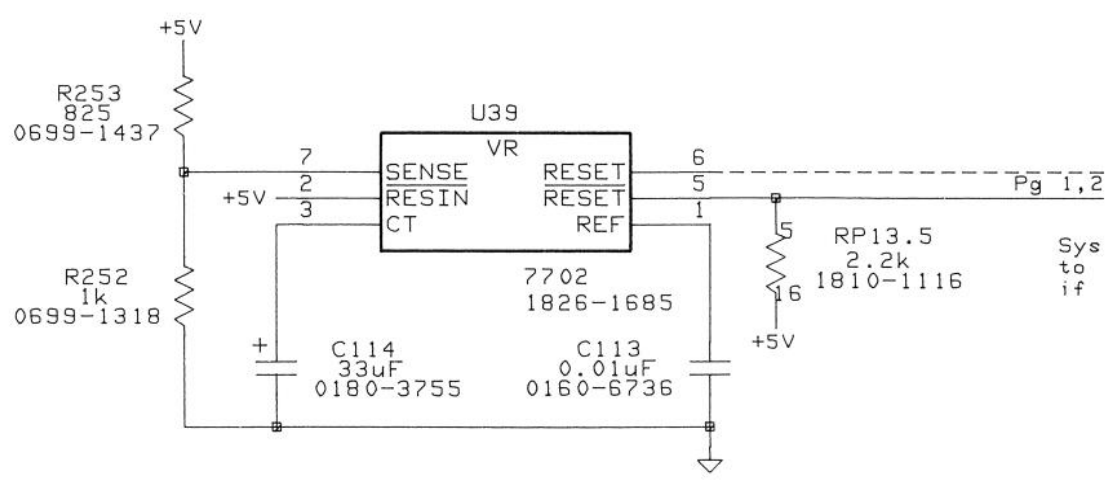 +5V
R253
825
0699-1437
U39
VR
7
SENSE
RESET
6
2
+5V
RESIN
RESET
5
Pg 1,2
3
CT
REF
1
5
RP13.5
2.2k
1810-1116
16
+5V
Sys
to
if
R252
1k
0699-1318
7702
1826-1685
+
C114
33uF
0180-3755
C113
0.01uF
0160-6736